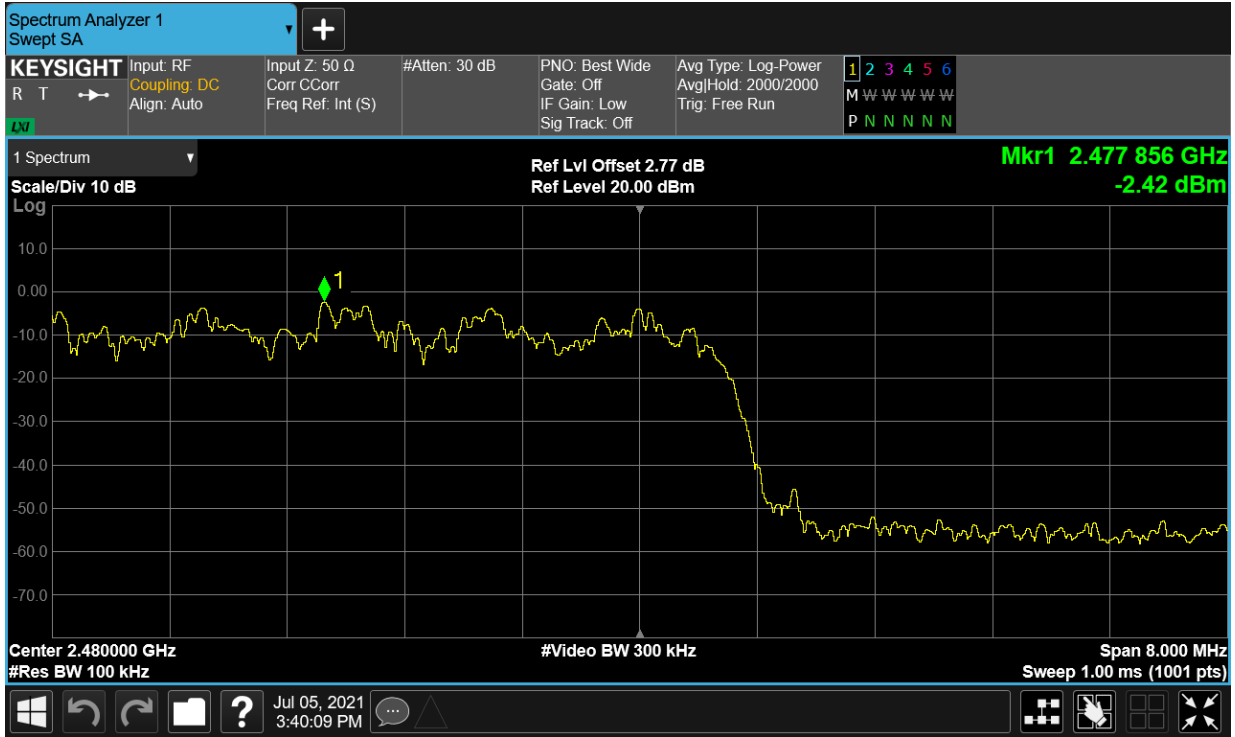 Spectrum Analyzer 1
Swept SA
KEYSIGHT
R T
LXI
Input: RF
Coupling: DC
Align: Auto
Input Z: 50 Ω
Corr CCorr
Freq Ref: Int (S)
#Atten: 30 dB
PNO: Best Wide
Gate: Off
IF Gain: Low
Sig Track: Off
Avg Type: Log-Power
Avg|Hold: 2000/2000
Trig: Free Run
1 2 3 4 5 6
M W W W W W
P N N N N N
1 Spectrum
Scale/Div 10 dB
Ref Lvl Offset 2.77 dB
Ref Level 20.00 dBm
Mkr1 2.477 856 GHz
-2.42 dBm
Log
10.0
0.00
-10.0
-20.0
-30.0
-40.0
-50.0
-60.0
-70.0
1
Center 2.480000 GHz
#Res BW 100 kHz
#Video BW 300 kHz
Span 8.000 MHz
Sweep 1.00 ms (1001 pts)
?
Jul 05, 2021
3:40:09 PM